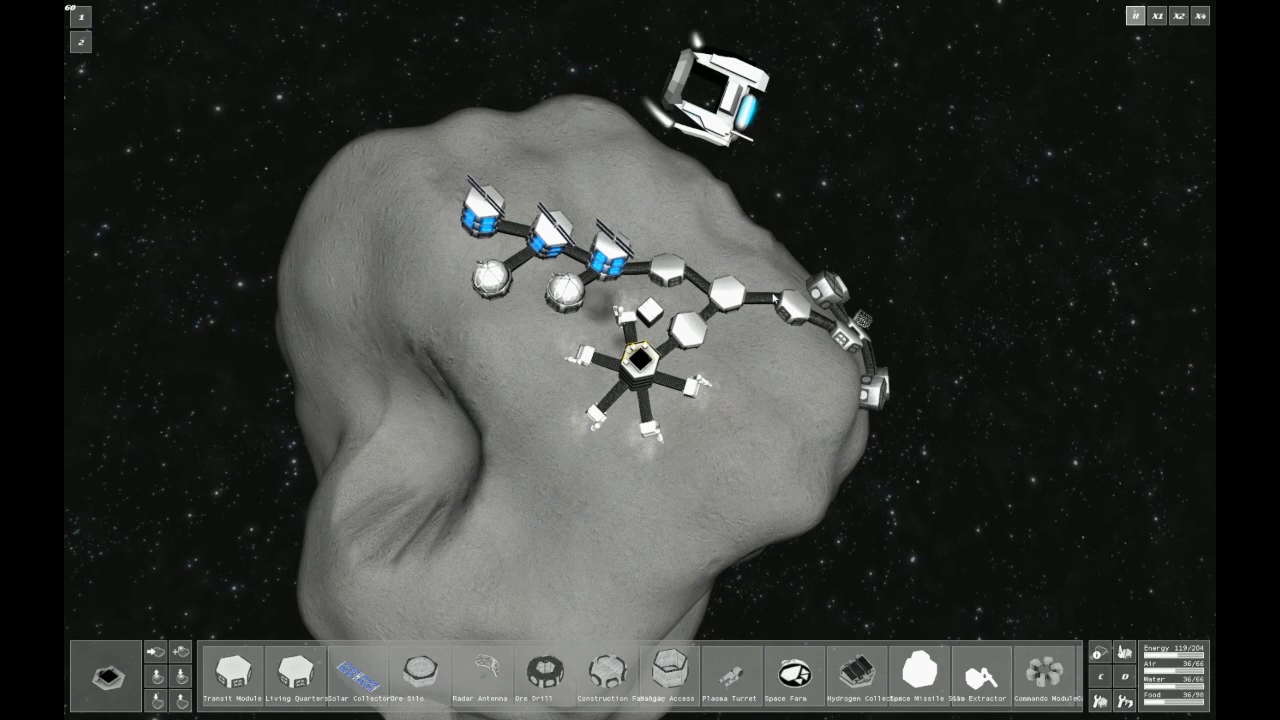 60
1
2
II X1 X2 X4
Transit Module Living Quarters Solar Collector Ore Silo Radar Antenna Ore Drill Construction Access Plasma Turret Space Farm Hydrogen Space Missile Extractor Commando Module
C D
Energy 119/204
Air 36/66
Water 36/66
Food 36/98